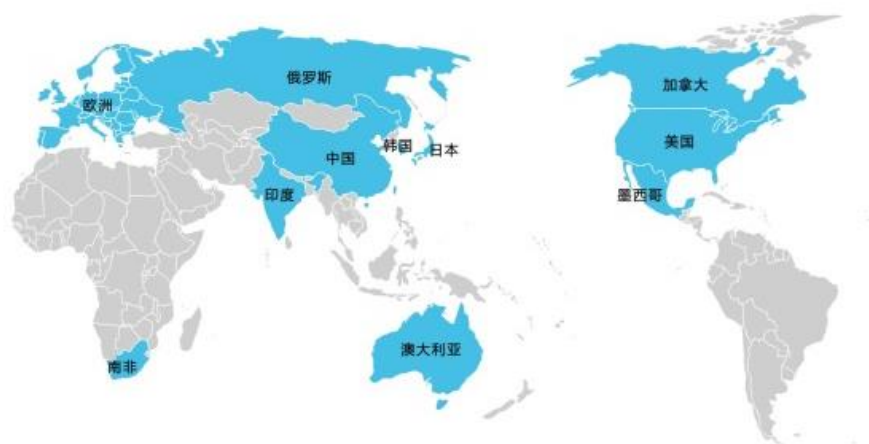 俄罗斯
加拿大
欧洲
美国
韩国
日本
中国
印度
墨西哥
澳大利亚
南非